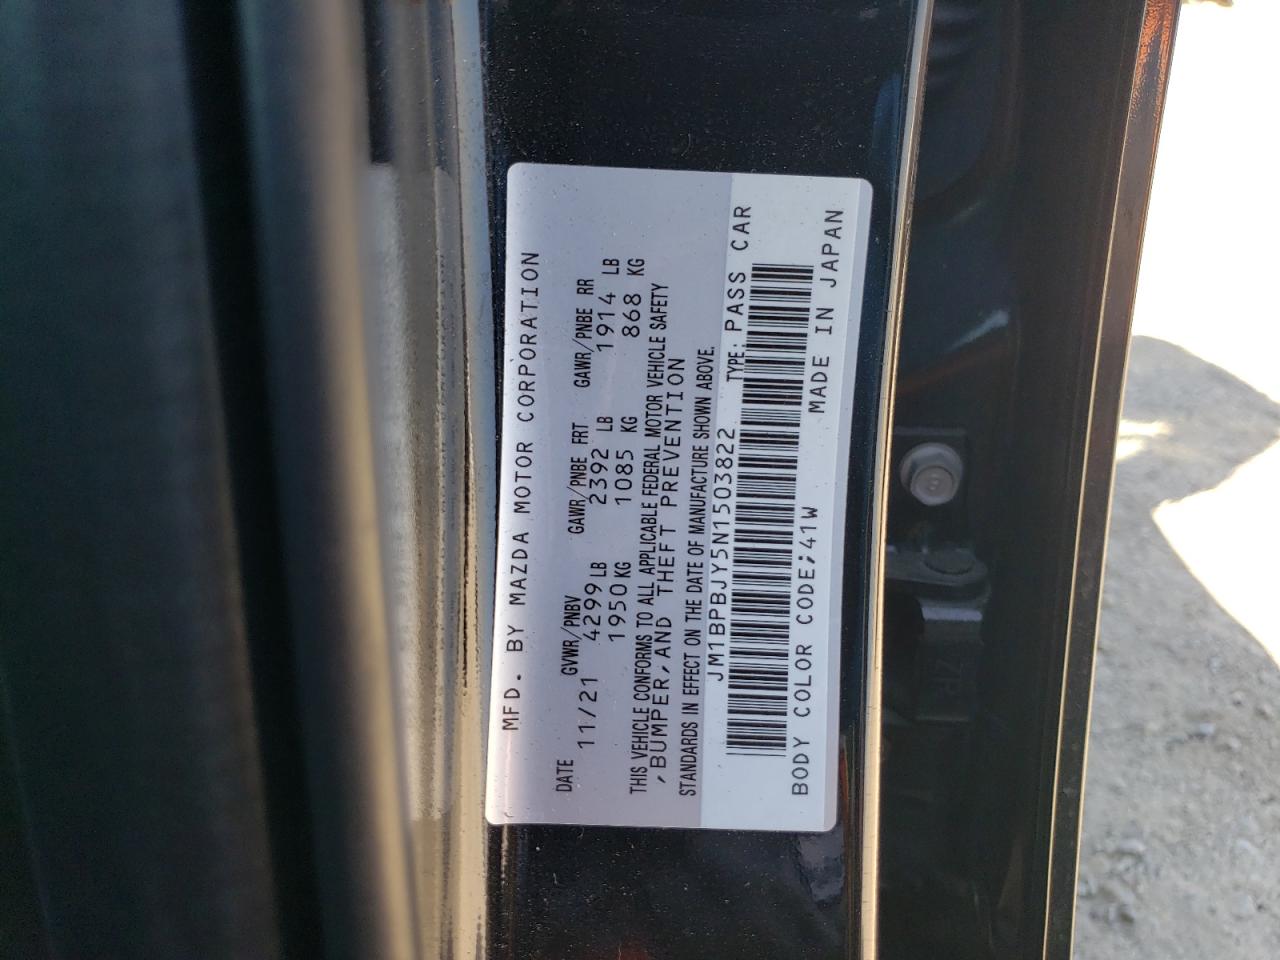 MFD. BY MAZDA MOTOR CORPORATION
DATE GVWR/PNBV GAWR/PNBE FRT GAWR/PNBE RR
11/21 4299 LB 2392 LB 1914 LB
1950 KG 1085 KG 868 KG
THIS VEHICLE CONFORMS TO ALL APPLICABLE FEDERAL MOTOR VEHICLE SAFETY
,BUMPER,AND THEFT PREVENTION
STANDARDS IN EFFECT ON THE DATE OF MANUFACTURE SHOWN ABOVE.
JM1BPBJY5N1503822 TYPE: PASS CAR
BODY COLOR CODE;41W MADE IN JAPAN